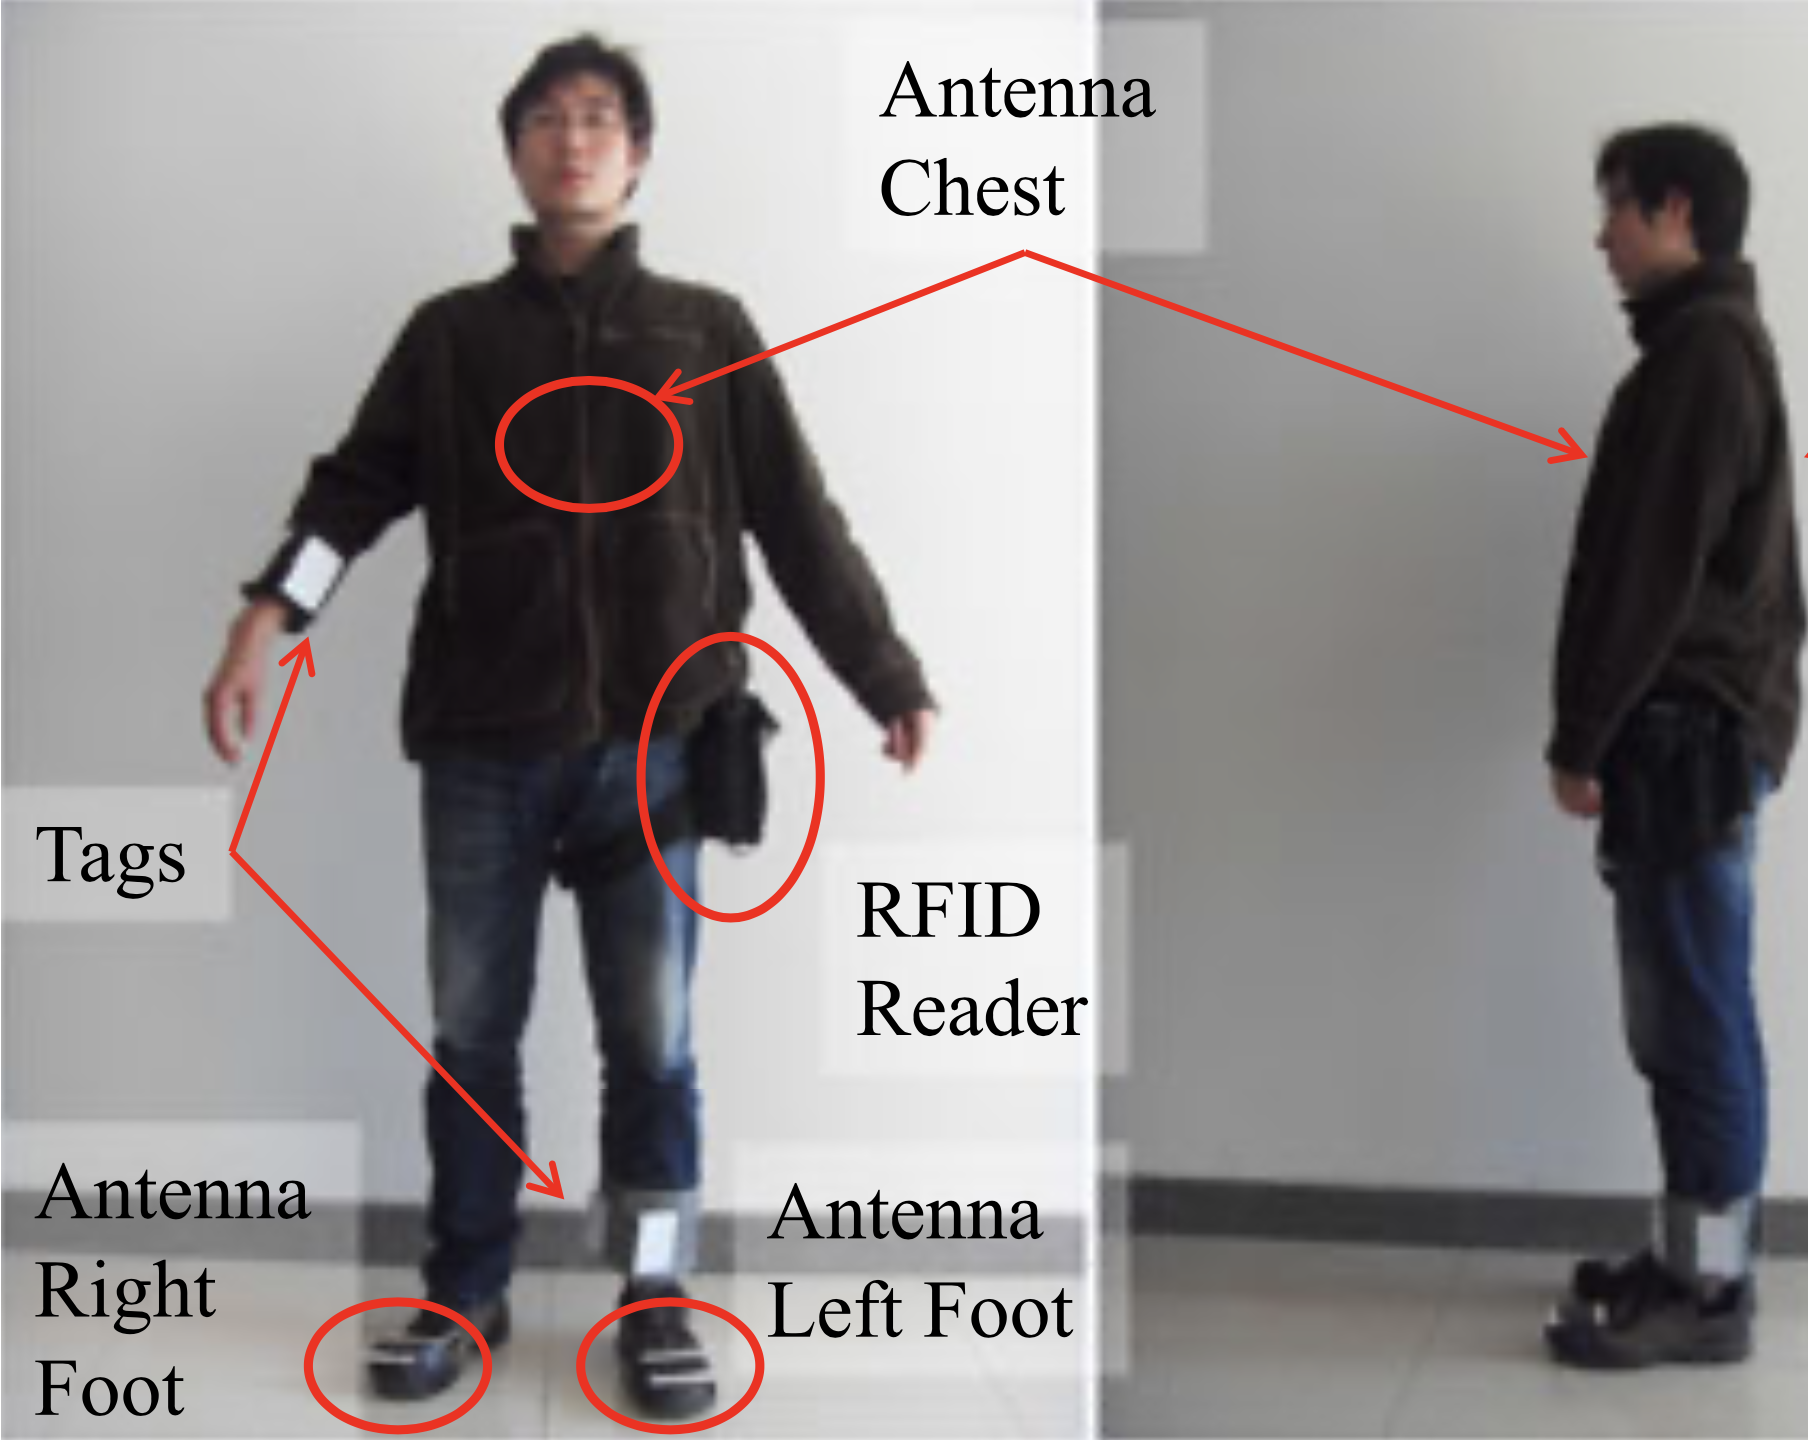 Antenna
Chest
Tags
RFID
Reader
Antenna
Right
Foot
Antenna
Left Foot